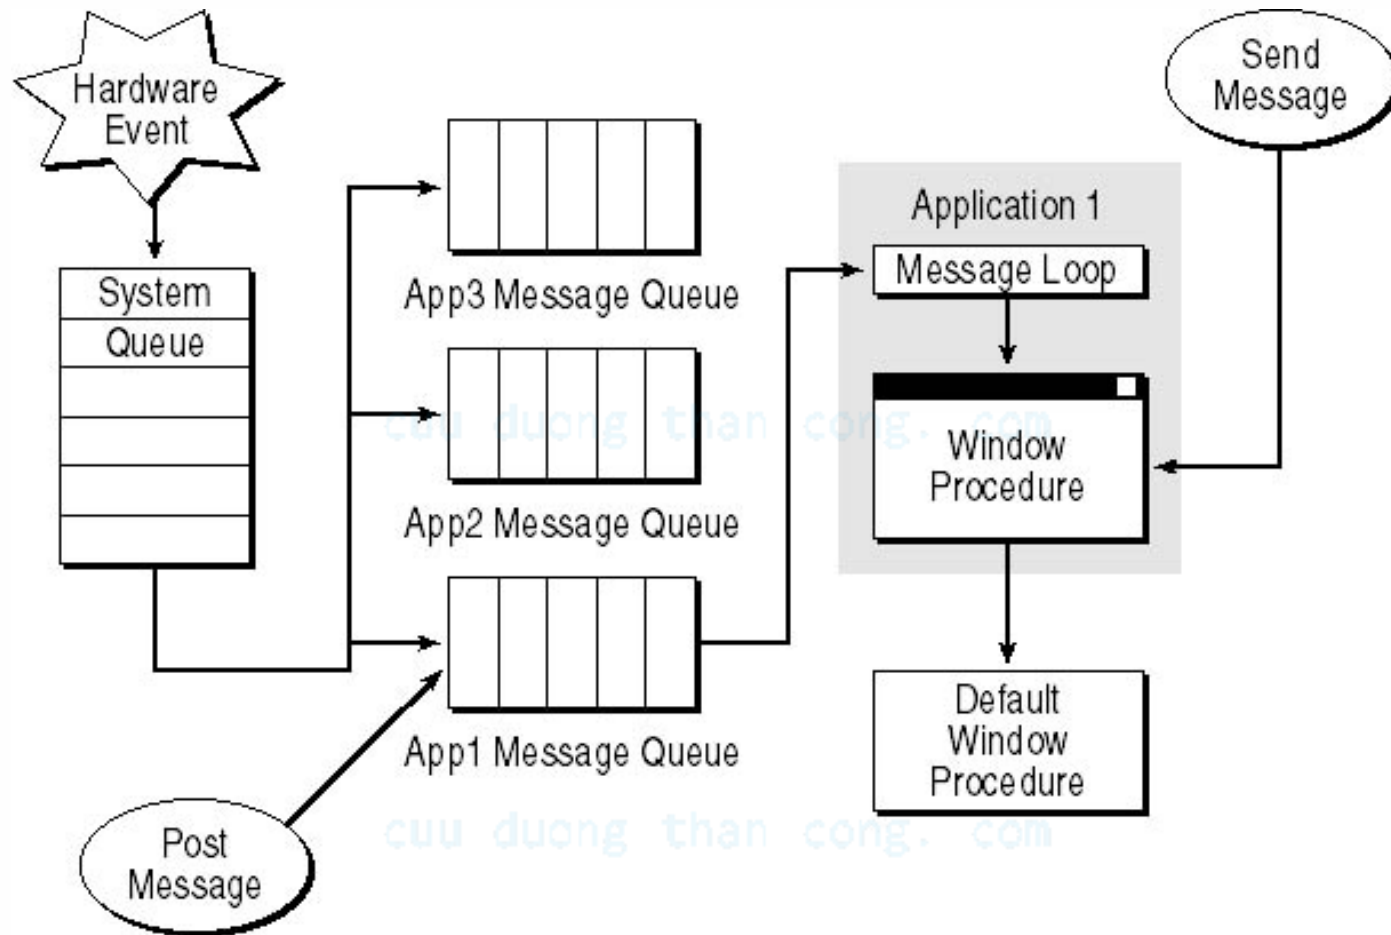 Hardware
Event
Send
Message
Application 1
Message Loop
System
Queue
App3 Message Queue
cuu duong than cong. com
Window
Procedure
App2 Message Queue
Default
Window
Procedure
App1 Message Queue
cuu duong than cong. com
Post
Message